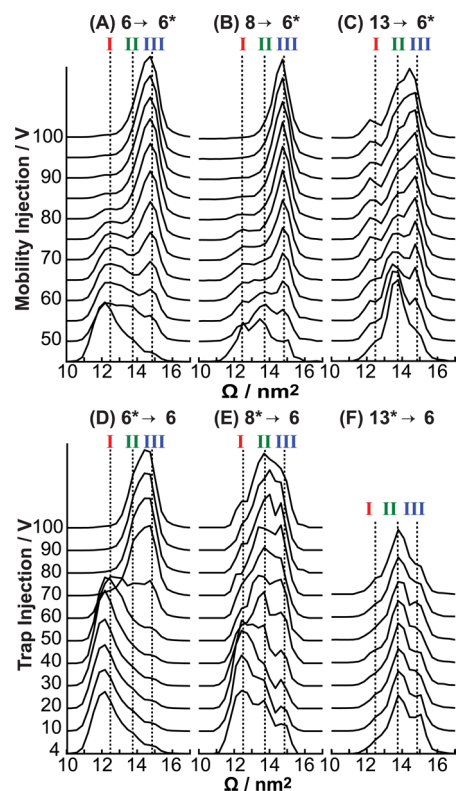 (A) 6→ 6* (B) 8→ 6* (C) 13→ 6*
I II III I II III I II III
Mobility Injection / V
100
90
80
70
60
50
10 12 14 16 10 12 14 16 10 12 14 16
Ω / nm²
(D) 6*→ 6 (E) 8*→ 6 (F) 13*→ 6
I II III I II III
I II III
Trap Injection / V
100
90
80
70
60
50
40
30
20
10
4
10 12 14 16 10 12 14 16 10 12 14 16
Ω / nm²